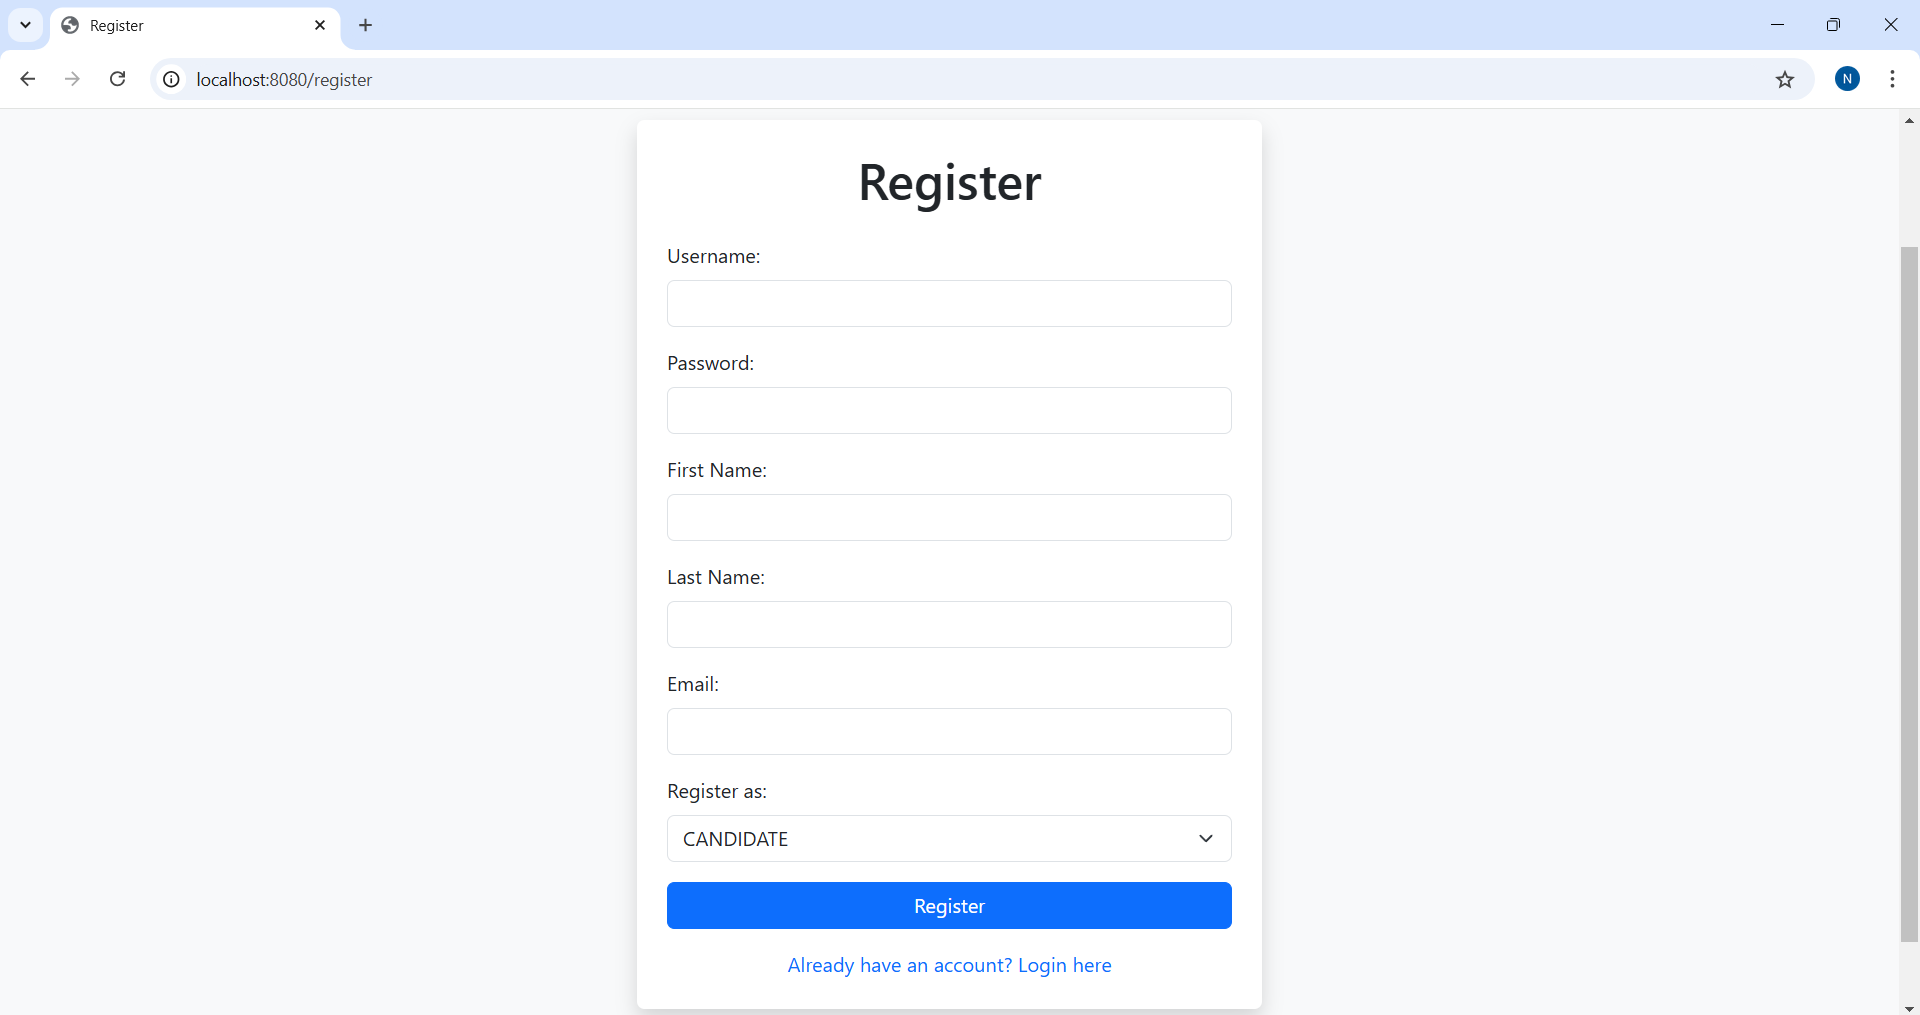 Register
localhost:8080/register
N
Register
Username:
Password:
First Name:
Last Name:
Email:
Register as:
CANDIDATE
Register
Already have an account? Login here